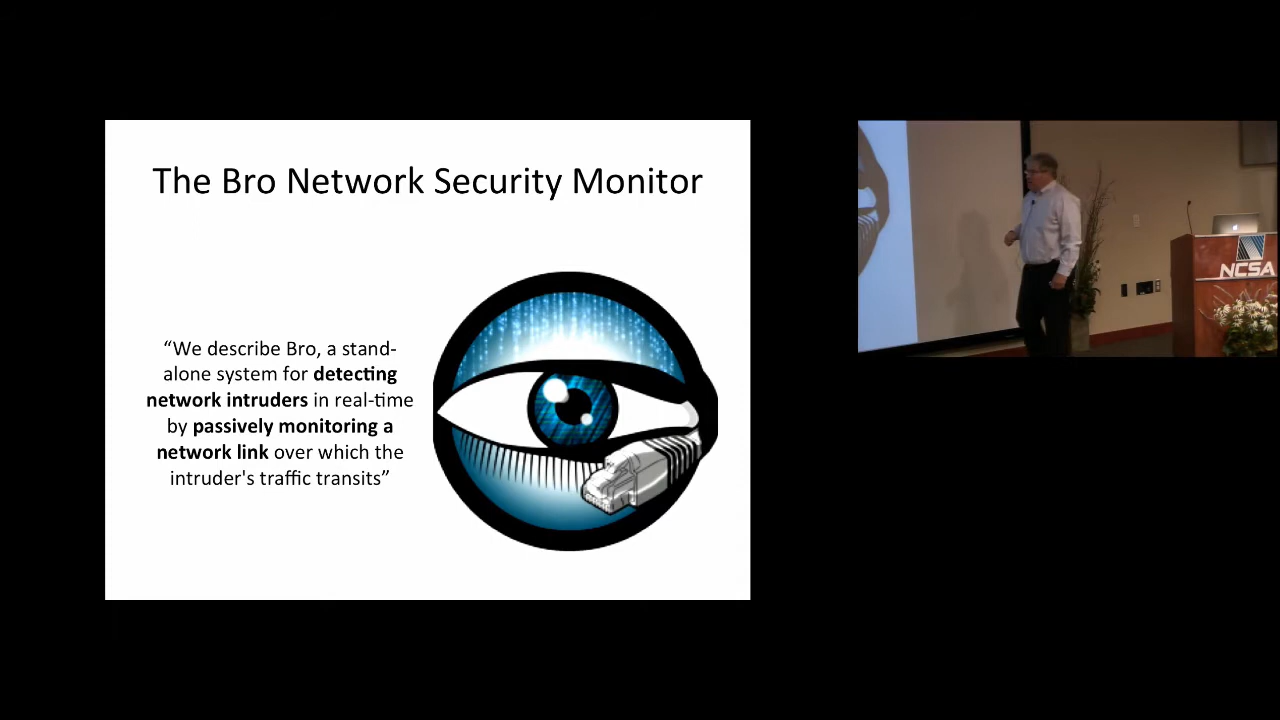 The Bro Network Security Monitor
“We describe Bro, a stand-
alone system for detecting
network intruders in real-time
by passively monitoring a
network link over which the
intruder's traffic transits”
NCSA